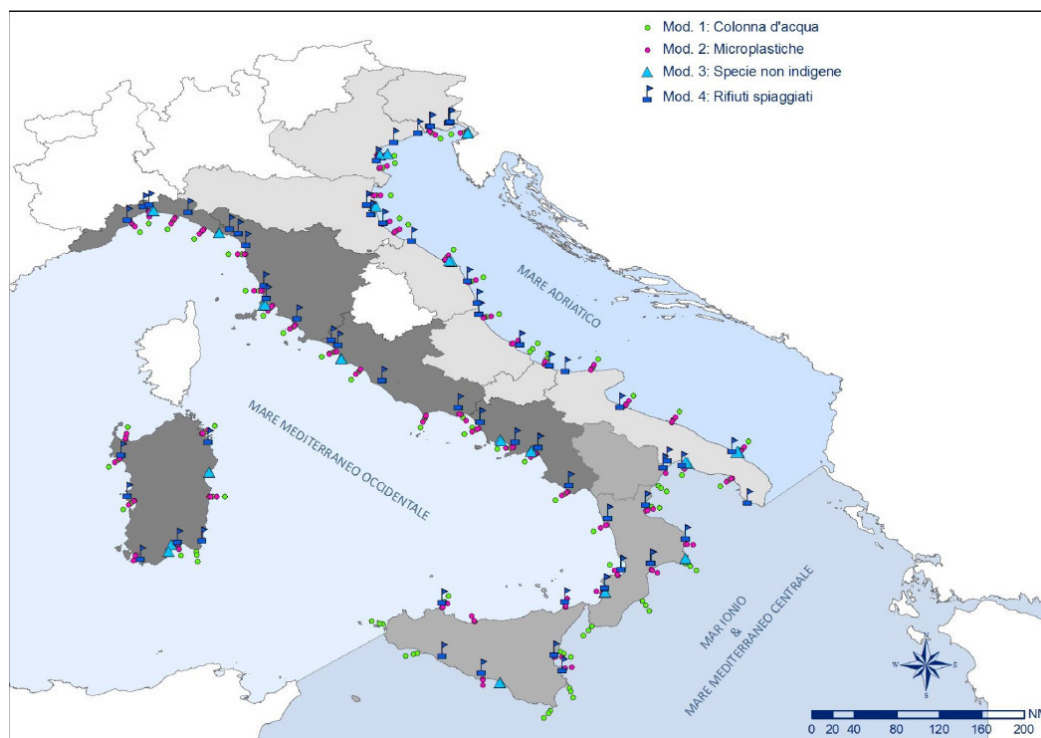 Mod. 1: Colonna d'acqua
Mod. 2: Microplastiche
Mod. 3: Specie non indigene
Mod. 4: Rifiuti spiaggiati
MARE ADRIATICO
MARE MEDITERRANEO OCCIDENTALE
MAR IONIO
&
MARE MEDITERRANEO CENTRALE
N
W
E
S
NM
0 20 40 80 120 160 200